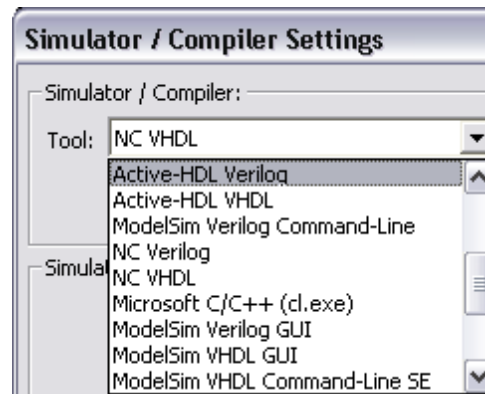 Simulator / Compiler Settings
Simulator / Compiler:
Tool: NC VHDL
Active-HDL Verilog
Active-HDL VHDL
ModelSim Verilog Command-Line
NC Verilog
Simulat
NC VHDL
Microsoft C/C++ (cl.exe)
ModelSim Verilog GUI
ModelSim VHDL GUI
ModelSim VHDL Command-Line SE